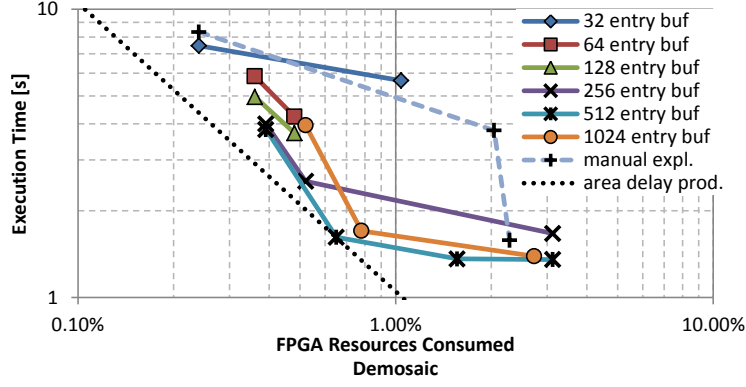 10
32 entry buf
64 entry buf
128 entry buf
256 entry buf
512 entry buf
1024 entry buf
manual expl.
area delay prod.
Execution Time [s]
1
0.10%
1.00%
10.00%
FPGA Resources Consumed
Demosaic